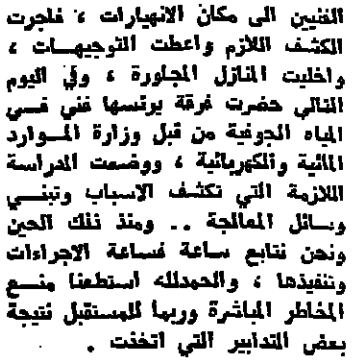 الفنيين الى مكان الانهيارات ، فاجرت
الكشف اللازم واعطت التوجيهات ،
واخليت المنازل المجاورة ، وفي اليوم
التالي حضرت فرقة يرئسها فني في
المياه الجوفية من قبل وزارة الموارد
المائية والكهربائية ، ووضعت الدراسة
اللازمة التي تكشف الاسباب وتبني
وسائل المعالجة .. ومنذ ذلك الحين
ونحن نتابع ساعة فساعة الاجراءات
وتنفيذها ، والحمدلله استطعنا منع
المخاطر المباشرة وربما للمستقبل نتيجة
بعض التدابير التي اتخذت .